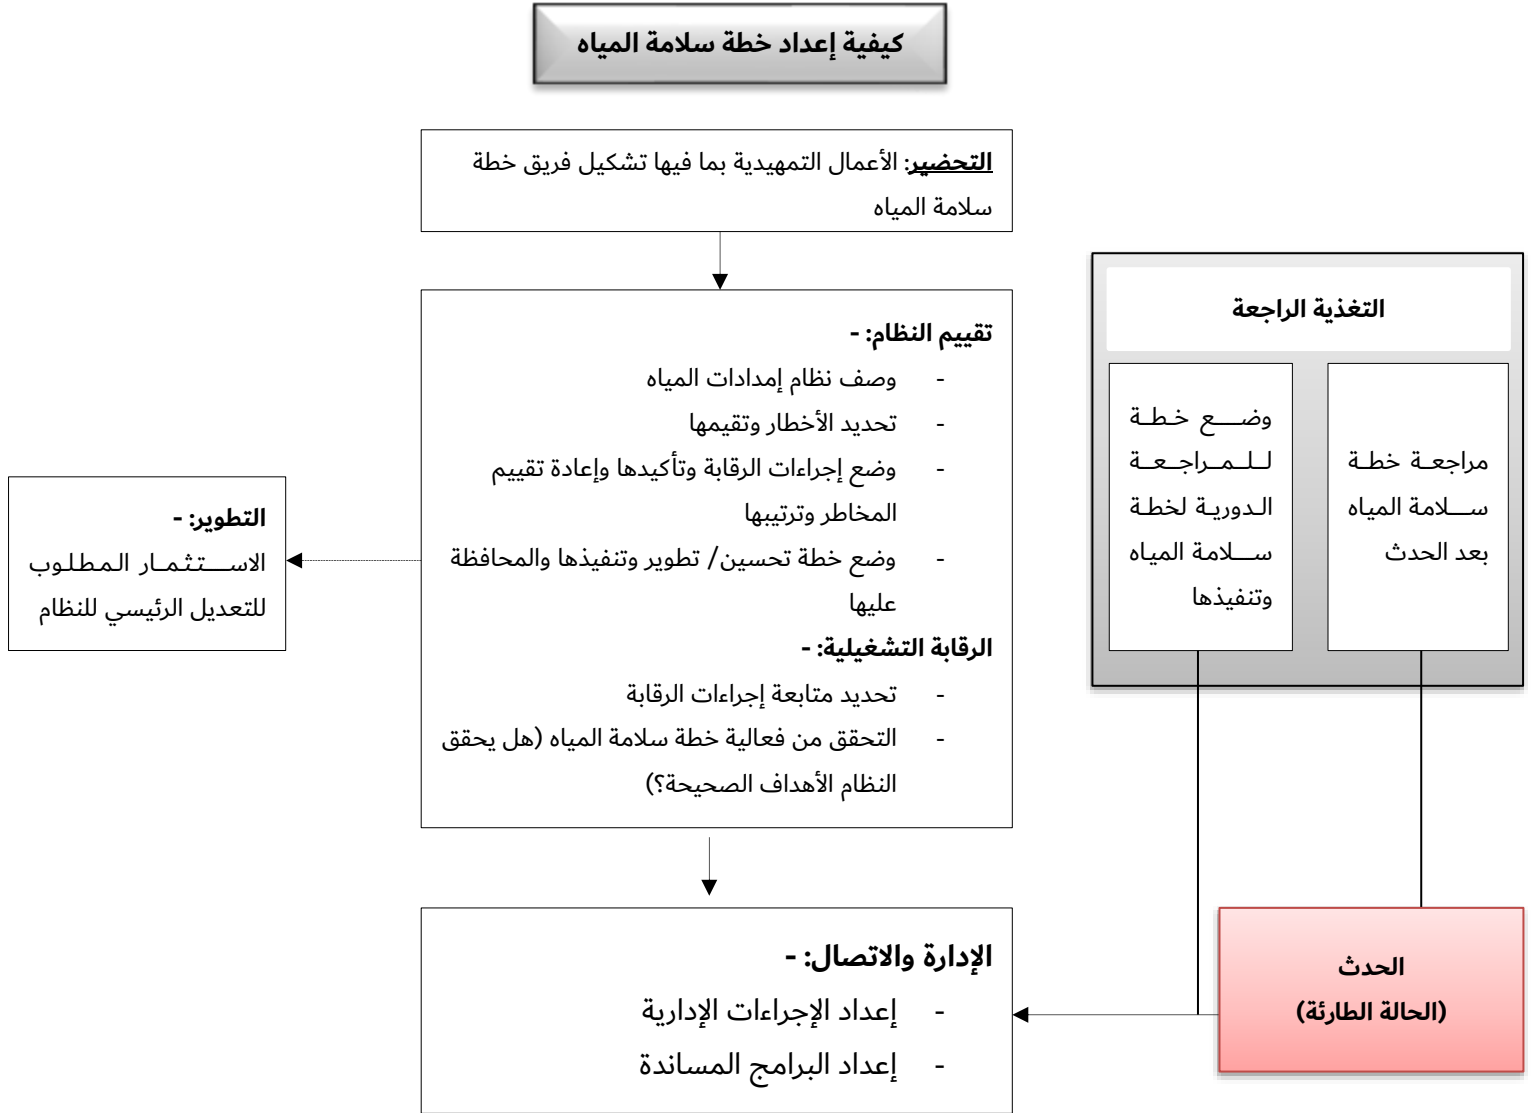 كيفية إعداد خطة سلامة المياه
التحضير: الأعمال التمهيدية بما فيها تشكيل فريق خطة
سلامة المياه
تقييم النظام: -
- وصف نظام إمدادات المياه
- تحديد الأخطار وتقيمها
- وضع إجراءات الرقابة وتأكيدها وإعادة تقييم
المخاطر وترتيبها
- وضع خطة تحسين/ تطوير وتنفيذها والمحافظة
عليها
الرقابة التشغيلية: -
- تحديد متابعة إجراءات الرقابة
- التحقق من فعالية خطة سلامة المياه (هل يحقق
النظام الأهداف الصحيحة؟)
التغذية الراجعة
مراجعة خطة
سلامة المياه
بعد الحدث
وضع خطة
للمراجعة
الدورية لخطة
سلامة المياه
وتنفيذها
التطوير: -
الاستثمار المطلوب
للتعديل الرئيسي للنظام
الحدث
(الحالة الطارئة)
الإدارة والاتصال: -
- إعداد الإجراءات الإدارية
- إعداد البرامج المساندة